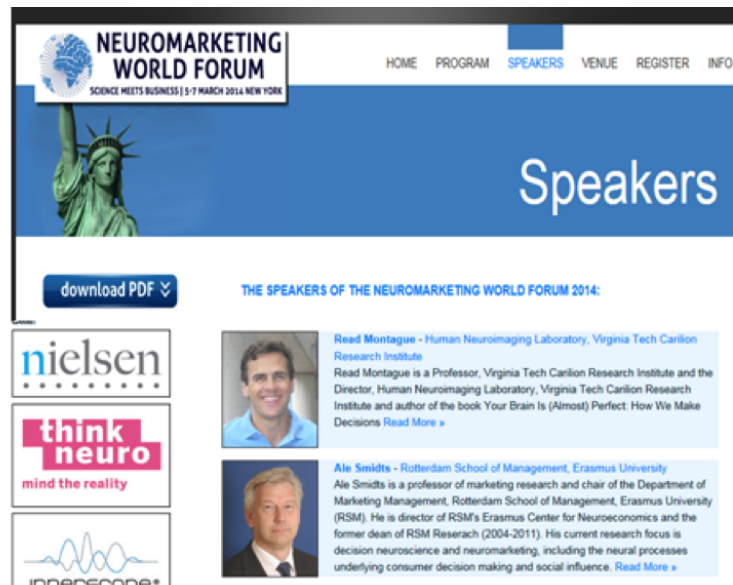 NEUROMARKETING
WORLD FORUM
SCIENCE MEETS BUSINESS | 5-7 MARCH 2014 NEW YORK
HOME PROGRAM SPEAKERS VENUE REGISTER INFO
Speakers
download PDF
THE SPEAKERS OF THE NEUROMARKETING WORLD FORUM 2014:
nielsen
think
neuro
mind the reality
innerscope
Read Montague - Human Neuroimaging Laboratory, Virginia Tech Carilion
Research Institute
Read Montague is a Professor, Virginia Tech Carilion Research Institute and the
Director, Human Neuroimaging Laboratory, Virginia Tech Carilion Research
Institute and author of the book Your Brain Is (Almost) Perfect: How We Make
Decisions Read More »
Ale Smidts - Rotterdam School of Management, Erasmus University
Ale Smidts is a professor of marketing research and chair of the Department of
Marketing Management, Rotterdam School of Management, Erasmus University
(RSM). He is director of RSM's Erasmus Center for Neuroeconomics and the
former dean of RSM Reserach (2004-2011). His current research focus is
decision neuroscience and neuromarketing, including the neural processes
underlying consumer decision making and social influence. Read More »